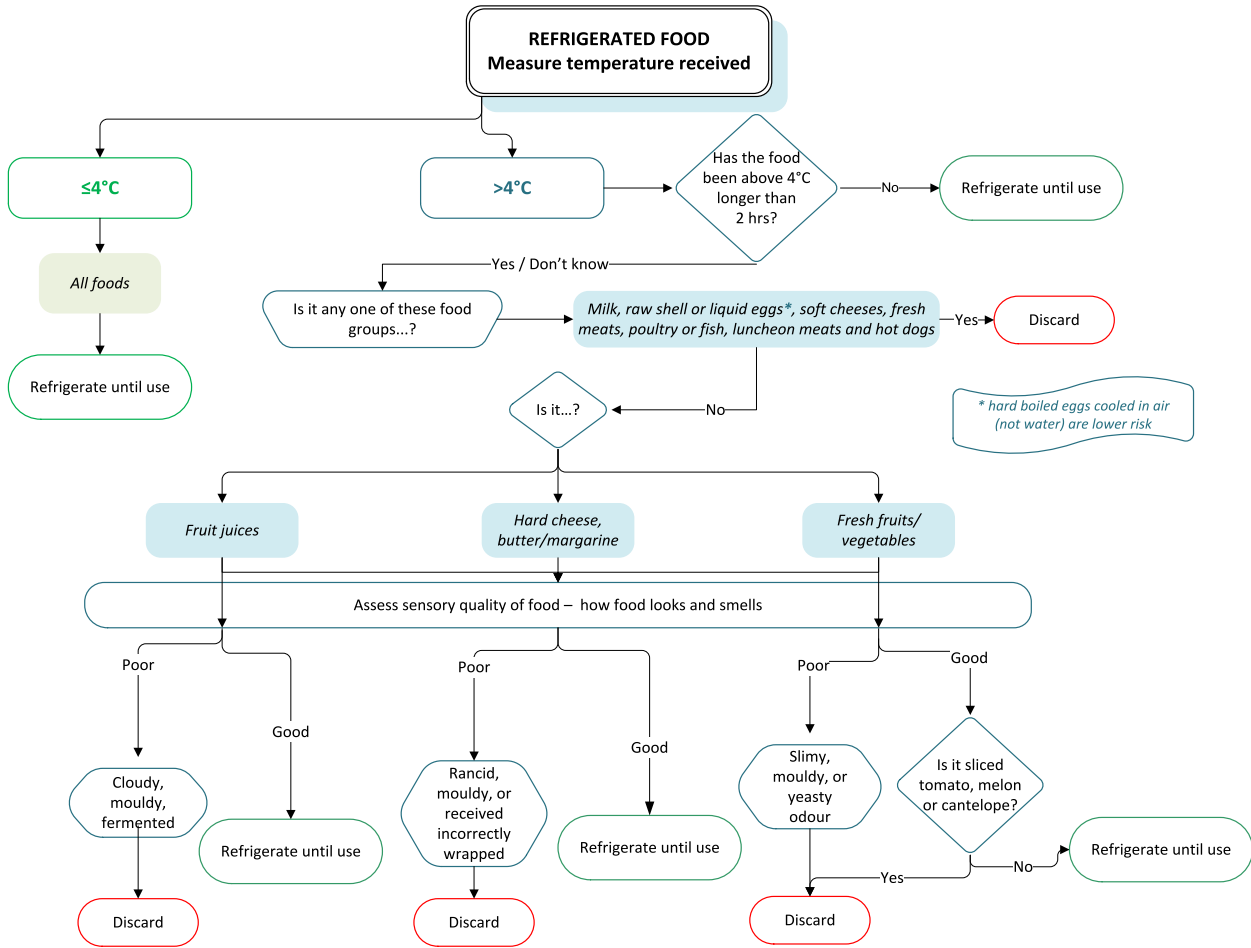 REFRIGERATED FOOD
Measure temperature received
≤4°C
>4°C
Has the food
been above 4°C
longer than
2 hrs?
No
Refrigerate until use
All foods
Yes / Don't know
Is it any one of these food
groups...?
Milk, raw shell or liquid eggs*, soft cheeses, fresh
meats, poultry or fish, luncheon meats and hot dogs
Yes
Discard
Refrigerate until use
Is it...?
No
* hard boiled eggs cooled in air
(not water) are lower risk
Fruit juices
Hard cheese,
butter/margarine
Fresh fruits/
vegetables
Assess sensory quality of food – how food looks and smells
Poor
Good
Poor
Good
Poor
Good
Cloudy,
mouldy,
fermented
Refrigerate until use
Rancid,
mouldy, or
received
incorrectly
wrapped
Refrigerate until use
Slimy,
mouldy, or
yeasty
odour
Is it sliced
tomato, melon
or cantelope?
Yes
No
Refrigerate until use
Discard
Discard
Discard